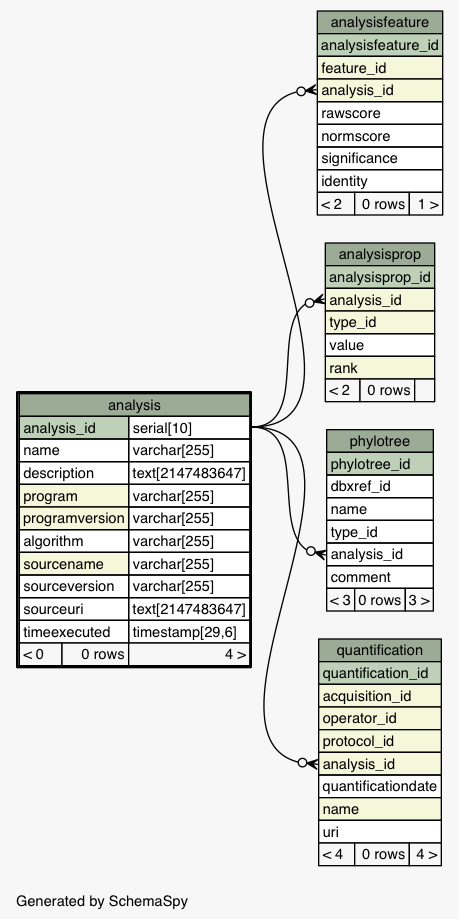 analysisfeature
analysisfeature_id
feature_id
analysis_id
rawscore
normscore
significance
identity
< 2 0 rows 1 >
analysisprop
analysisprop_id
analysis_id
type_id
value
rank
< 2 0 rows
analysis
analysis_id serial[10]
name varchar[255]
description text[2147483647]
program varchar[255]
programversion varchar[255]
algorithm varchar[255]
sourcename varchar[255]
sourceversion varchar[255]
sourceuri text[2147483647]
timeexecuted timestamp[29,6]
< 0 0 rows 4 >
phylotree
phylotree_id
dbxref_id
name
type_id
analysis_id
comment
< 3 0 rows 3 >
quantification
quantification_id
acquisition_id
operator_id
protocol_id
analysis_id
quantificationdate
name
uri
< 4 0 rows 4 >
Generated by SchemaSpy